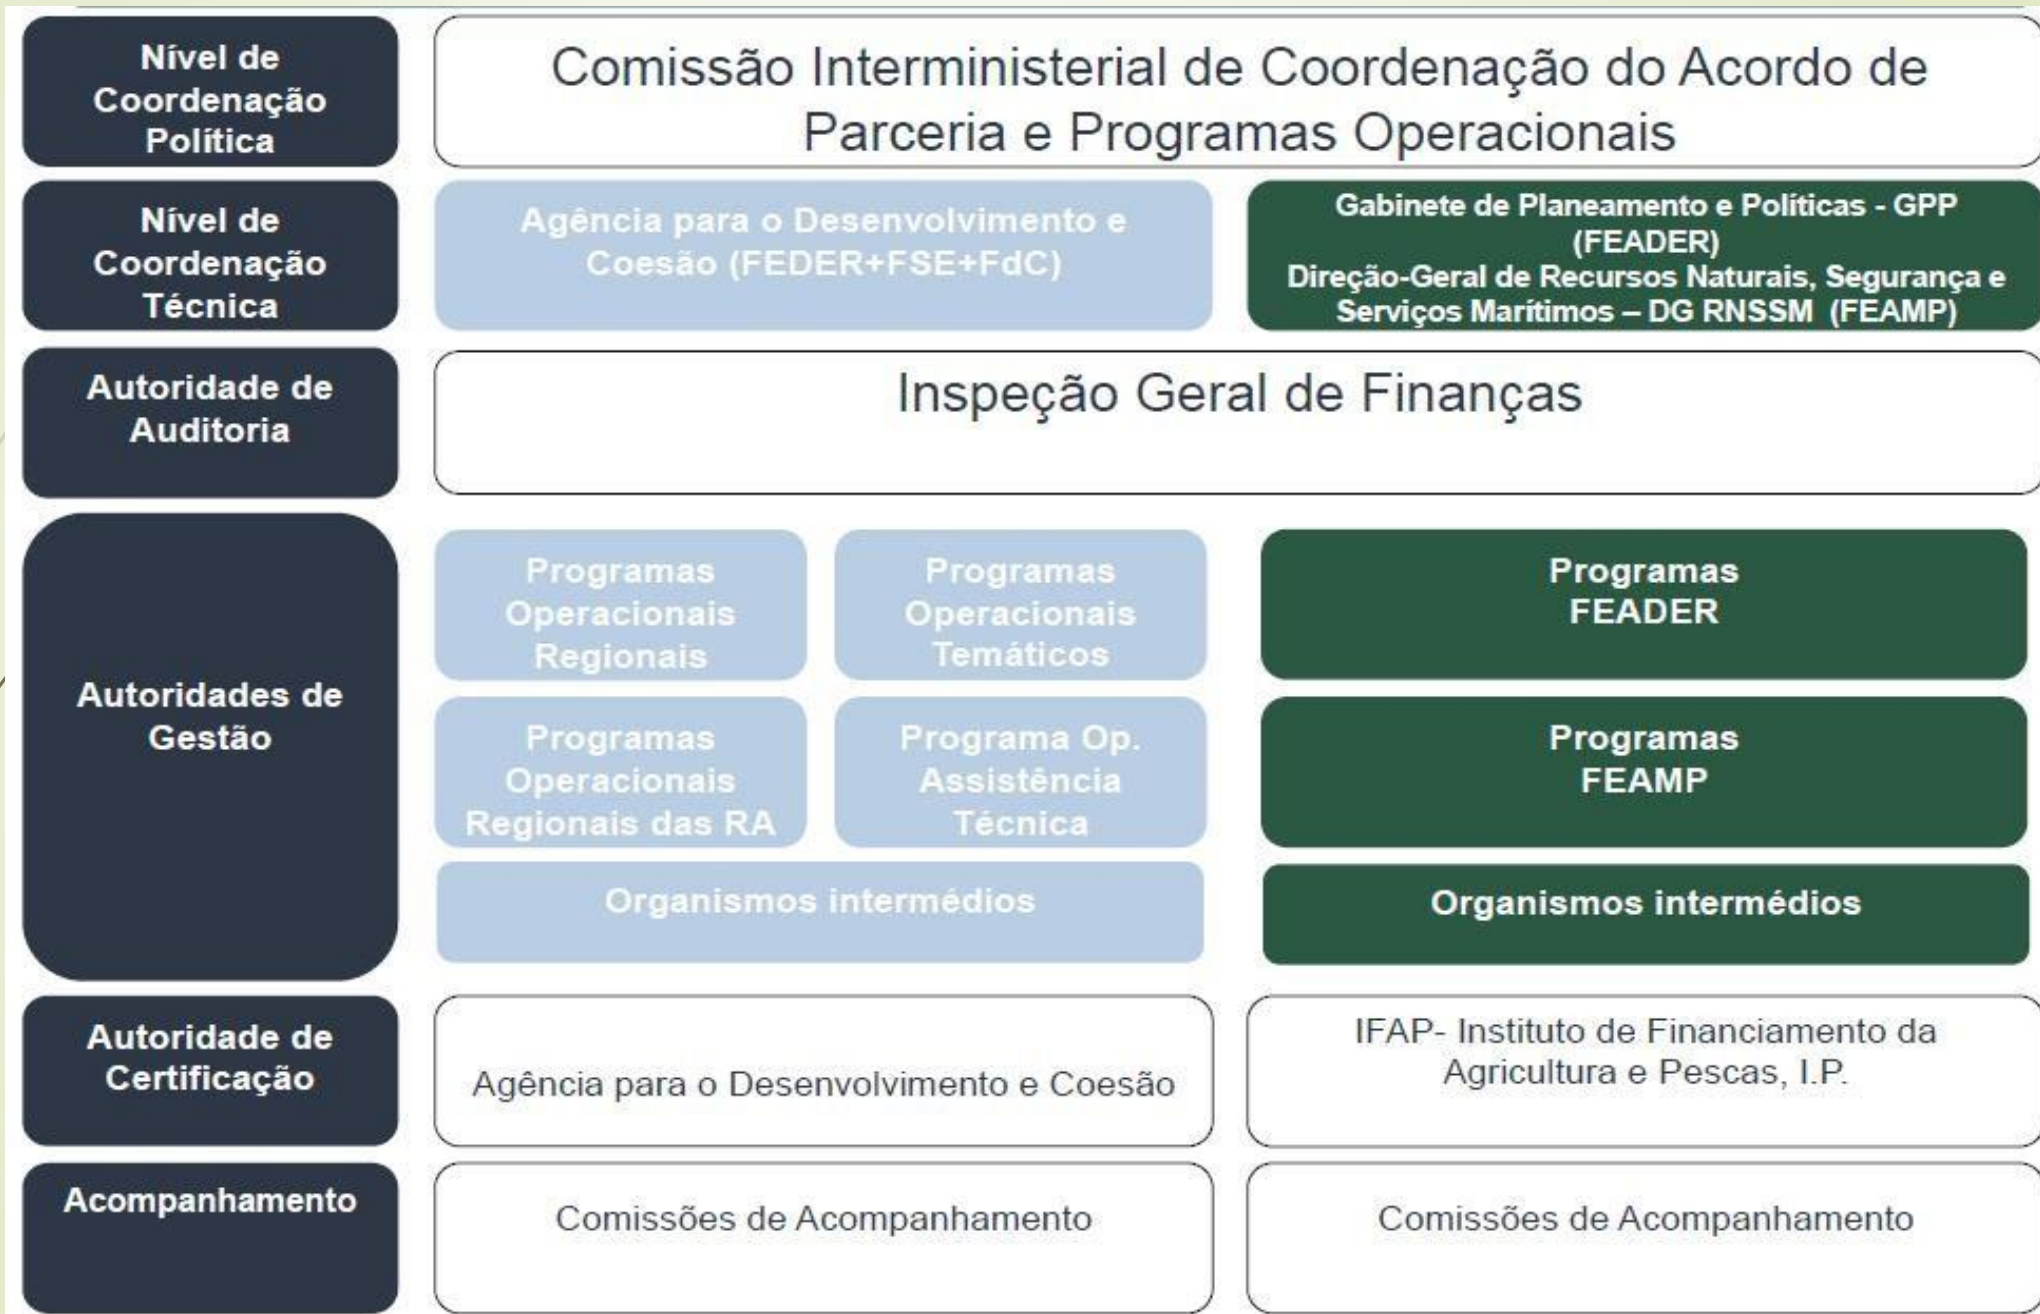 Nível de
Coordenação
Política
Comissão Interministerial de Coordenação do Acordo de
Parceria e Programas Operacionais
Nível de
Coordenação
Técnica
Agência para o Desenvolvimento e
Coesão (FEDER+FSE+FdC)
Gabinete de Planeamento e Políticas - GPP
(FEADER)
Direção-Geral de Recursos Naturais, Segurança e
Serviços Marítimos – DG RNSSM (FEAMP)
Autoridade de
Auditoria
Inspeção Geral de Finanças
Autoridades de
Gestão
Programas
Operacionais
Regionais
Programas
Operacionais
Temáticos
Programas
FEADER
Programas
Operacionais
Regionais das RA
Programa Op.
Assistência
Técnica
Programas
FEAMP
Organismos intermédios
Organismos intermédios
Autoridade de
Certificação
Agência para o Desenvolvimento e Coesão
IFAP- Instituto de Financiamento da
Agricultura e Pescas, I.P.
Acompanhamento
Comissões de Acompanhamento
Comissões de Acompanhamento